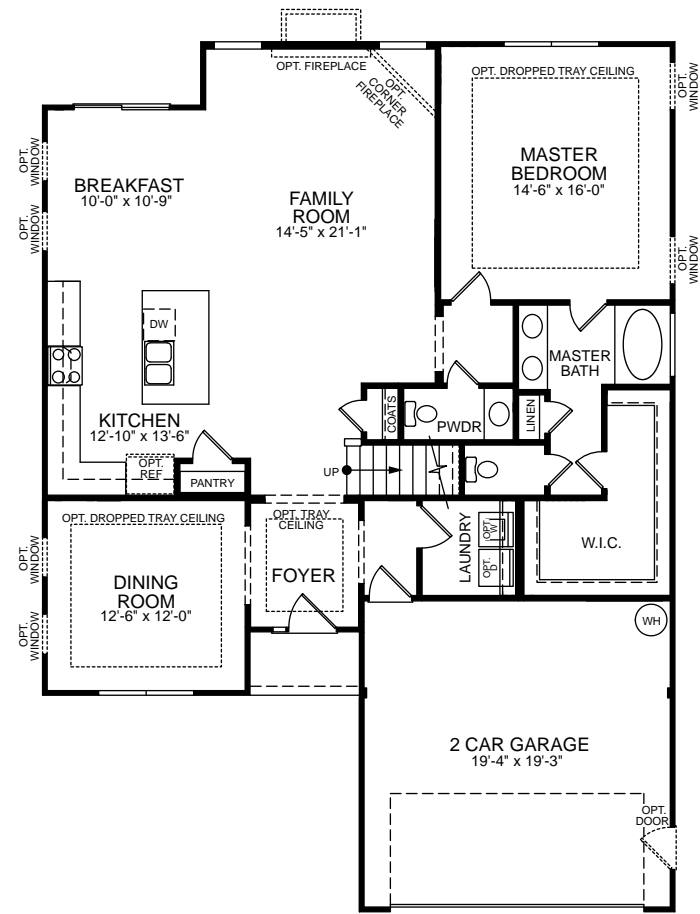 OPT. FIREPLACE
OPT.
CORNER
FIREPLACE
OPT. DROPPED TRAY CEILING
OPT.
WINDOW
MASTER
BEDROOM
14'-6" x 16'-0"
OPT.
WINDOW
OPT.
WINDOW
BREAKFAST
10'-0" x 10'-9"
OPT.
WINDOW
FAMILY
ROOM
14'-5" x 21'-1"
DW
MASTER
BATH
KITCHEN
12'-10" x 13'-6"
COATS
PWDR
LINEN
OPT.
REF
PANTRY
UP
OPT. DROPPED TRAY CEILING
OPT. TRAY
CEILING
LAUNDRY
OPT.
W
OPT.
D
W.I.C.
OPT.
WINDOW
DINING
ROOM
12'-6" x 12'-0"
FOYER
OPT.
WINDOW
WH
2 CAR GARAGE
19'-4" x 19'-3"
OPT.
DOOR